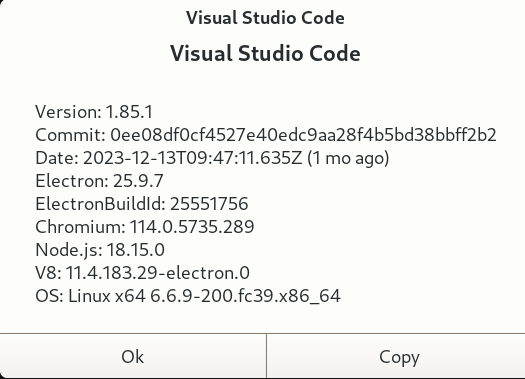 Visual Studio Code
Visual Studio Code
Version: 1.85.1
Commit: 0ee08df0cf4527e40edc9aa28f4b5bd38bbff2b2
Date: 2023-12-13T09:47:11.635Z (1 mo ago)
Electron: 25.9.7
ElectronBuildId: 25551756
Chromium: 114.0.5735.289
Node.js: 18.15.0
V8: 11.4.183.29-electron.0
OS: Linux x64 6.6.9-200.fc39.x86_64
Ok
Copy